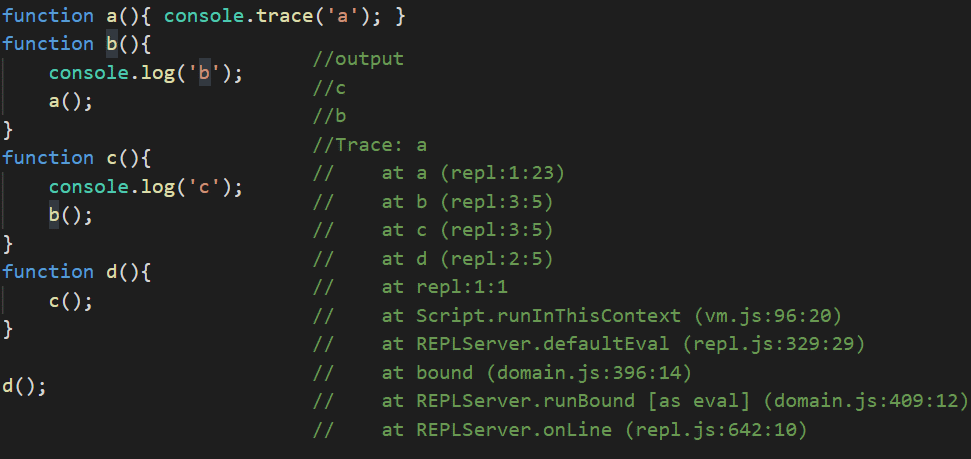 function a(){ console.trace('a'); }
function b(){
    console.log('b');
    a();
}
function c(){
    console.log('c');
    b();
}
function d(){
    c();
}
d();
//output
//c
//b
//Trace: a
//    at a (repl:1:23)
//    at b (repl:3:5)
//    at c (repl:3:5)
//    at d (repl:2:5)
//    at repl:1:1
//    at Script.runInThisContext (vm.js:96:20)
//    at REPLServer.defaultEval (repl.js:329:29)
//    at bound (domain.js:396:14)
//    at REPLServer.runBound [as eval] (domain.js:409:12)
//    at REPLServer.onLine (repl.js:642:10)